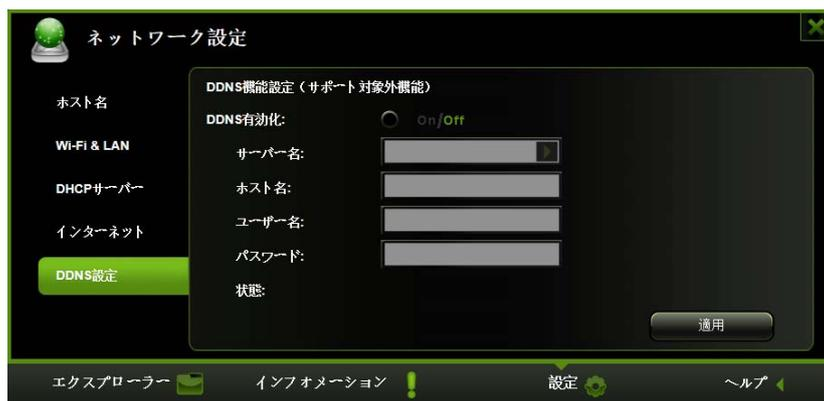 ネットワーク設定
ホスト名
Wi-Fi & LAN
DHCPサーバー
インターネット
DDNS設定
DDNS機能設定（サポート対象外機能）
DDNS有効化: On/Off
サーバー名:
ホスト名:
ユーザー名:
パスワード:
状態:
適用
エクスプローラー インフォメーション 設定 ヘルプ